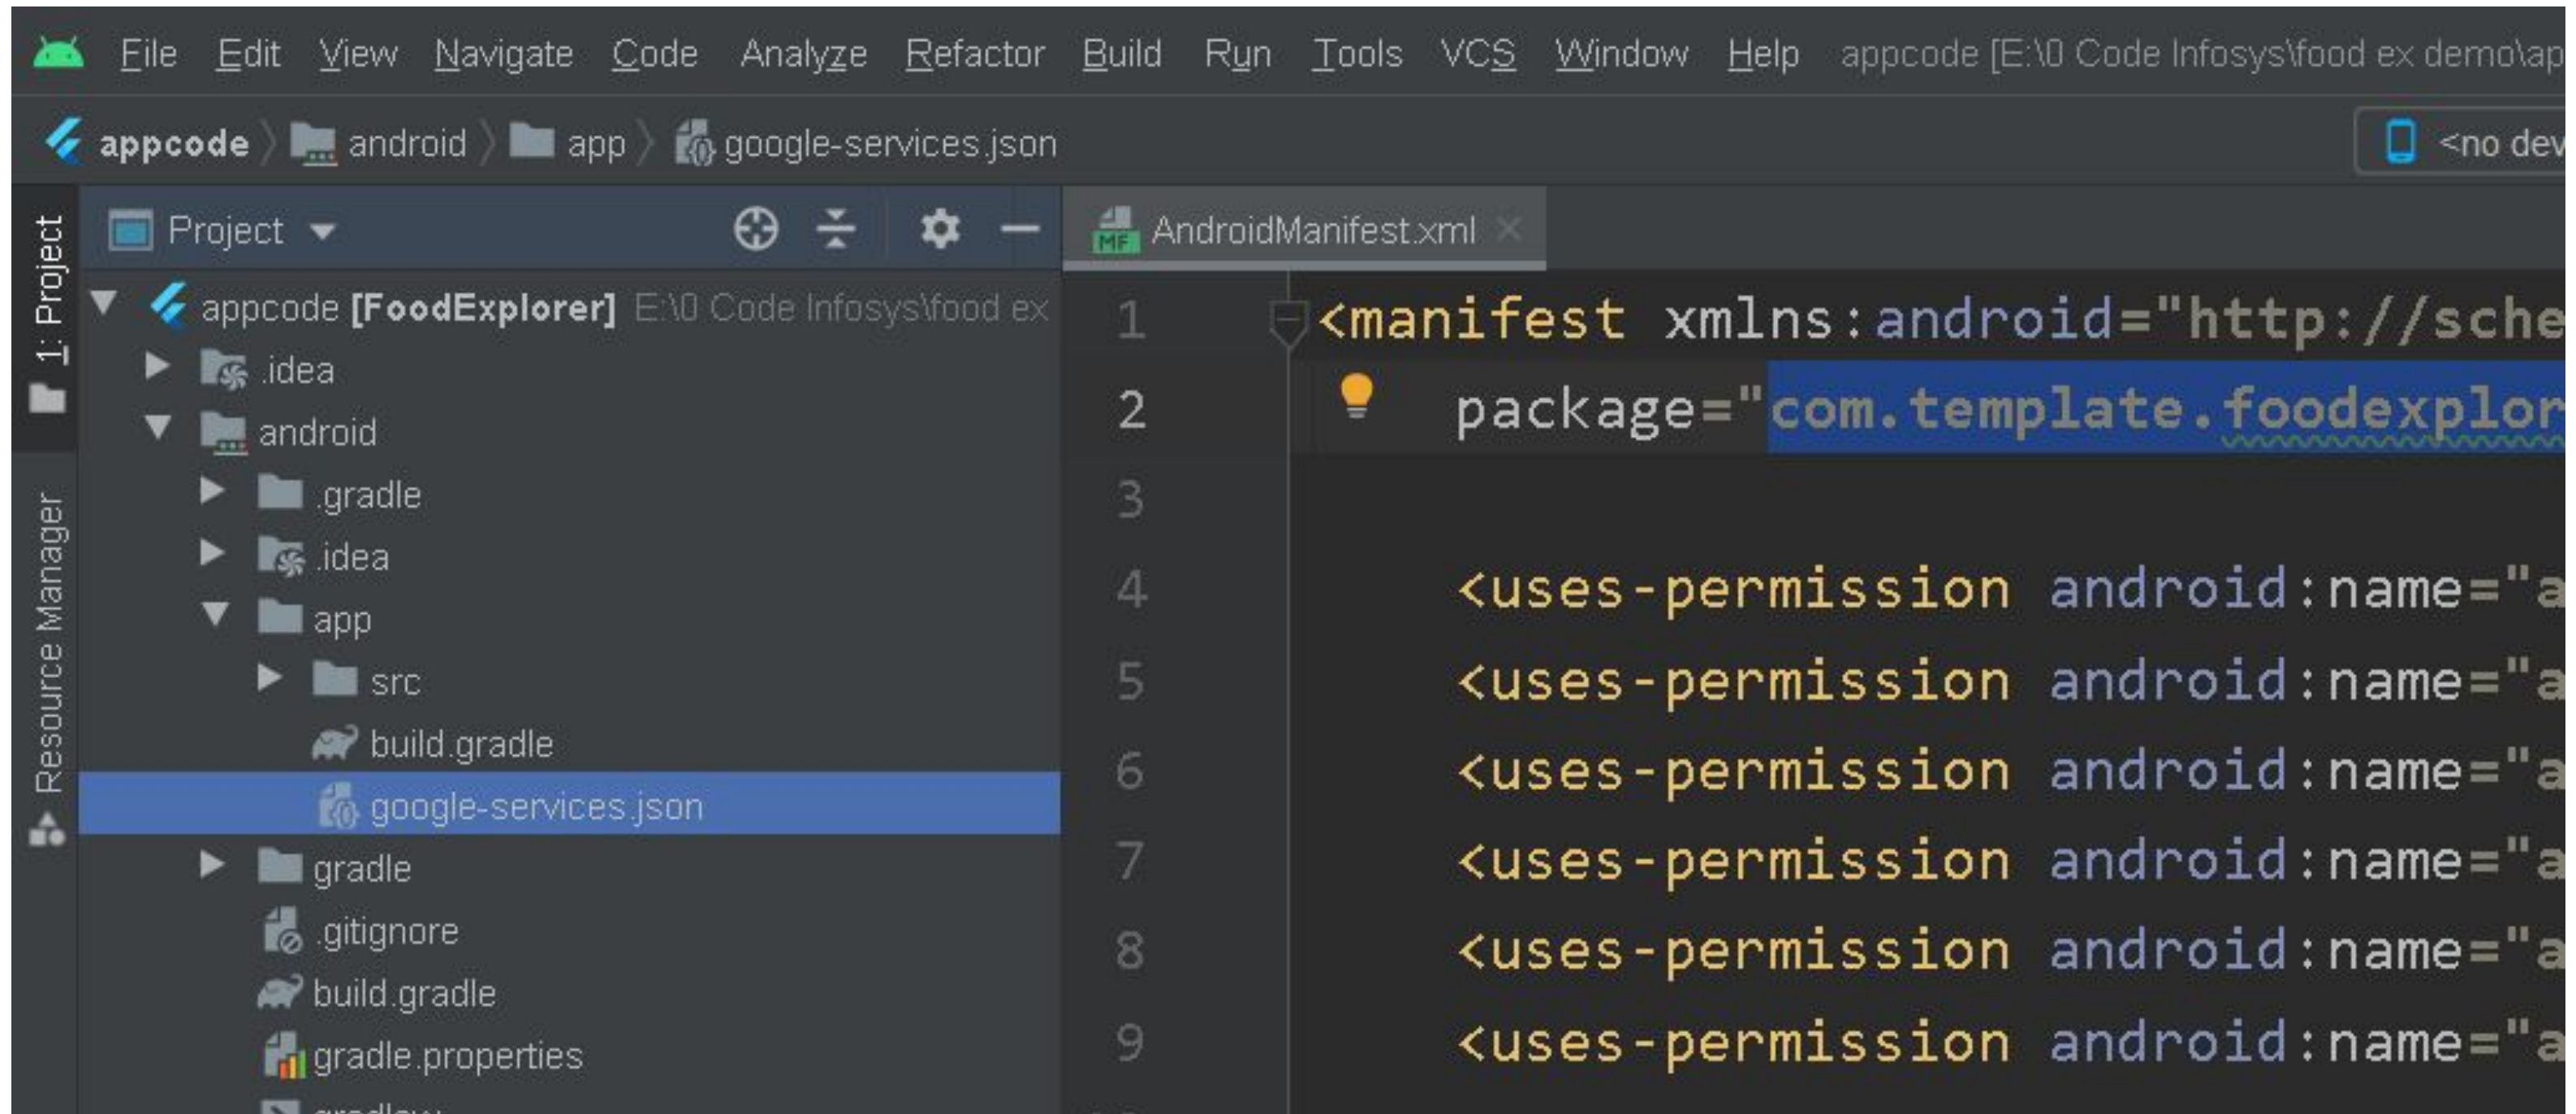 File Edit View Navigate Code Analyze Refactor Build Run Tools VCS Window Help appcode [E:\0 Code Infosys\food ex demo\ap
appcode android app google-services.json <no dev
1: Project
Resource Manager
Project
appcode [FoodExplorer] E:\0 Code Infosys\food ex
.idea
android
.gradle
.idea
app
src
build.gradle
google-services.json
gradle
.gitignore
build.gradle
gradle.properties
gradlew
AndroidManifest.xml
1 <manifest xmlns:android="http://sche
2 package="com.template.foodexplor
3
4 <uses-permission android:name="a
5 <uses-permission android:name="a
6 <uses-permission android:name="a
7 <uses-permission android:name="a
8 <uses-permission android:name="a
9 <uses-permission android:name="a